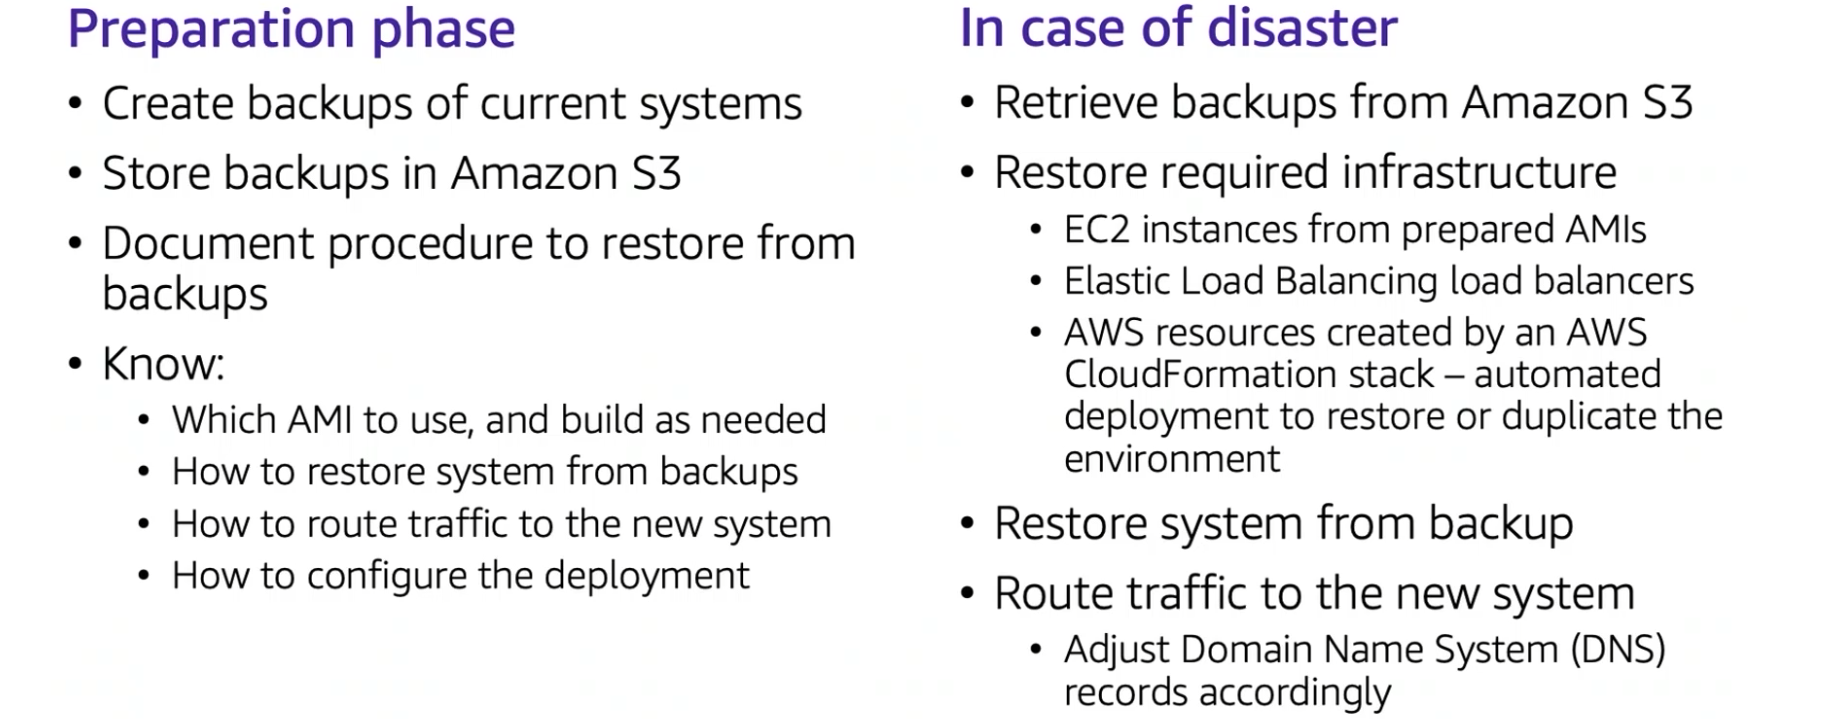 Preparation phase
• Create backups of current systems
• Store backups in Amazon S3
• Document procedure to restore from
backups
• Know:
• Which AMI to use, and build as needed
• How to restore system from backups
• How to route traffic to the new system
• How to configure the deployment
In case of disaster
• Retrieve backups from Amazon S3
• Restore required infrastructure
• EC2 instances from prepared AMIs
• Elastic Load Balancing load balancers
• AWS resources created by an AWS
CloudFormation stack – automated
deployment to restore or duplicate the
environment
• Restore system from backup
• Route traffic to the new system
• Adjust Domain Name System (DNS)
records accordingly